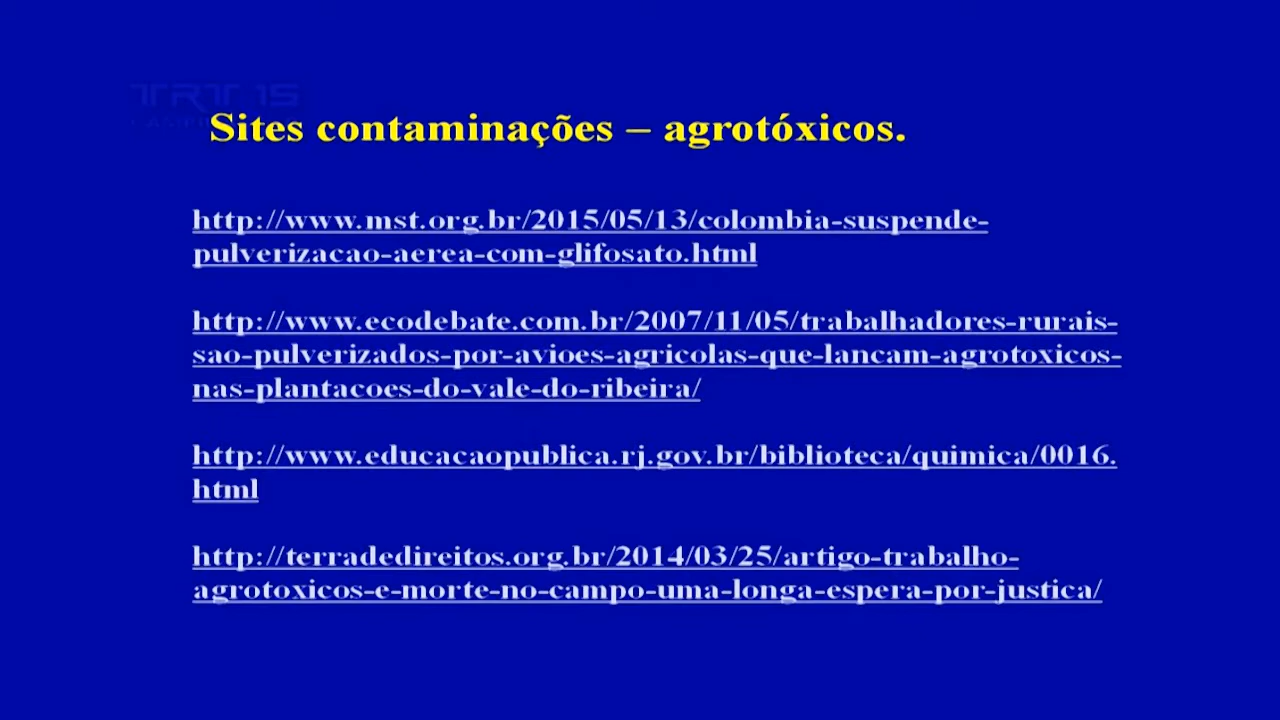 TRT 15
Sites contaminações – agrotóxicos.
http://www.mst.org.br/2015/05/13/colombia-suspende-
pulverizacao-aerea-com-glifosato.html
http://www.ecodebate.com.br/2007/11/05/trabalhadores-rurais-
sao-pulverizados-por-avioes-agricolas-que-lancam-agrotoxicos-
nas-plantacoes-do-vale-do-ribeira/
http://www.educacaopublica.rj.gov.br/biblioteca/quimica/0016.
html
http://terradedireitos.org.br/2014/03/25/artigo-trabalho-
agrotoxicos-e-morte-no-campo-uma-longa-espera-por-justica/